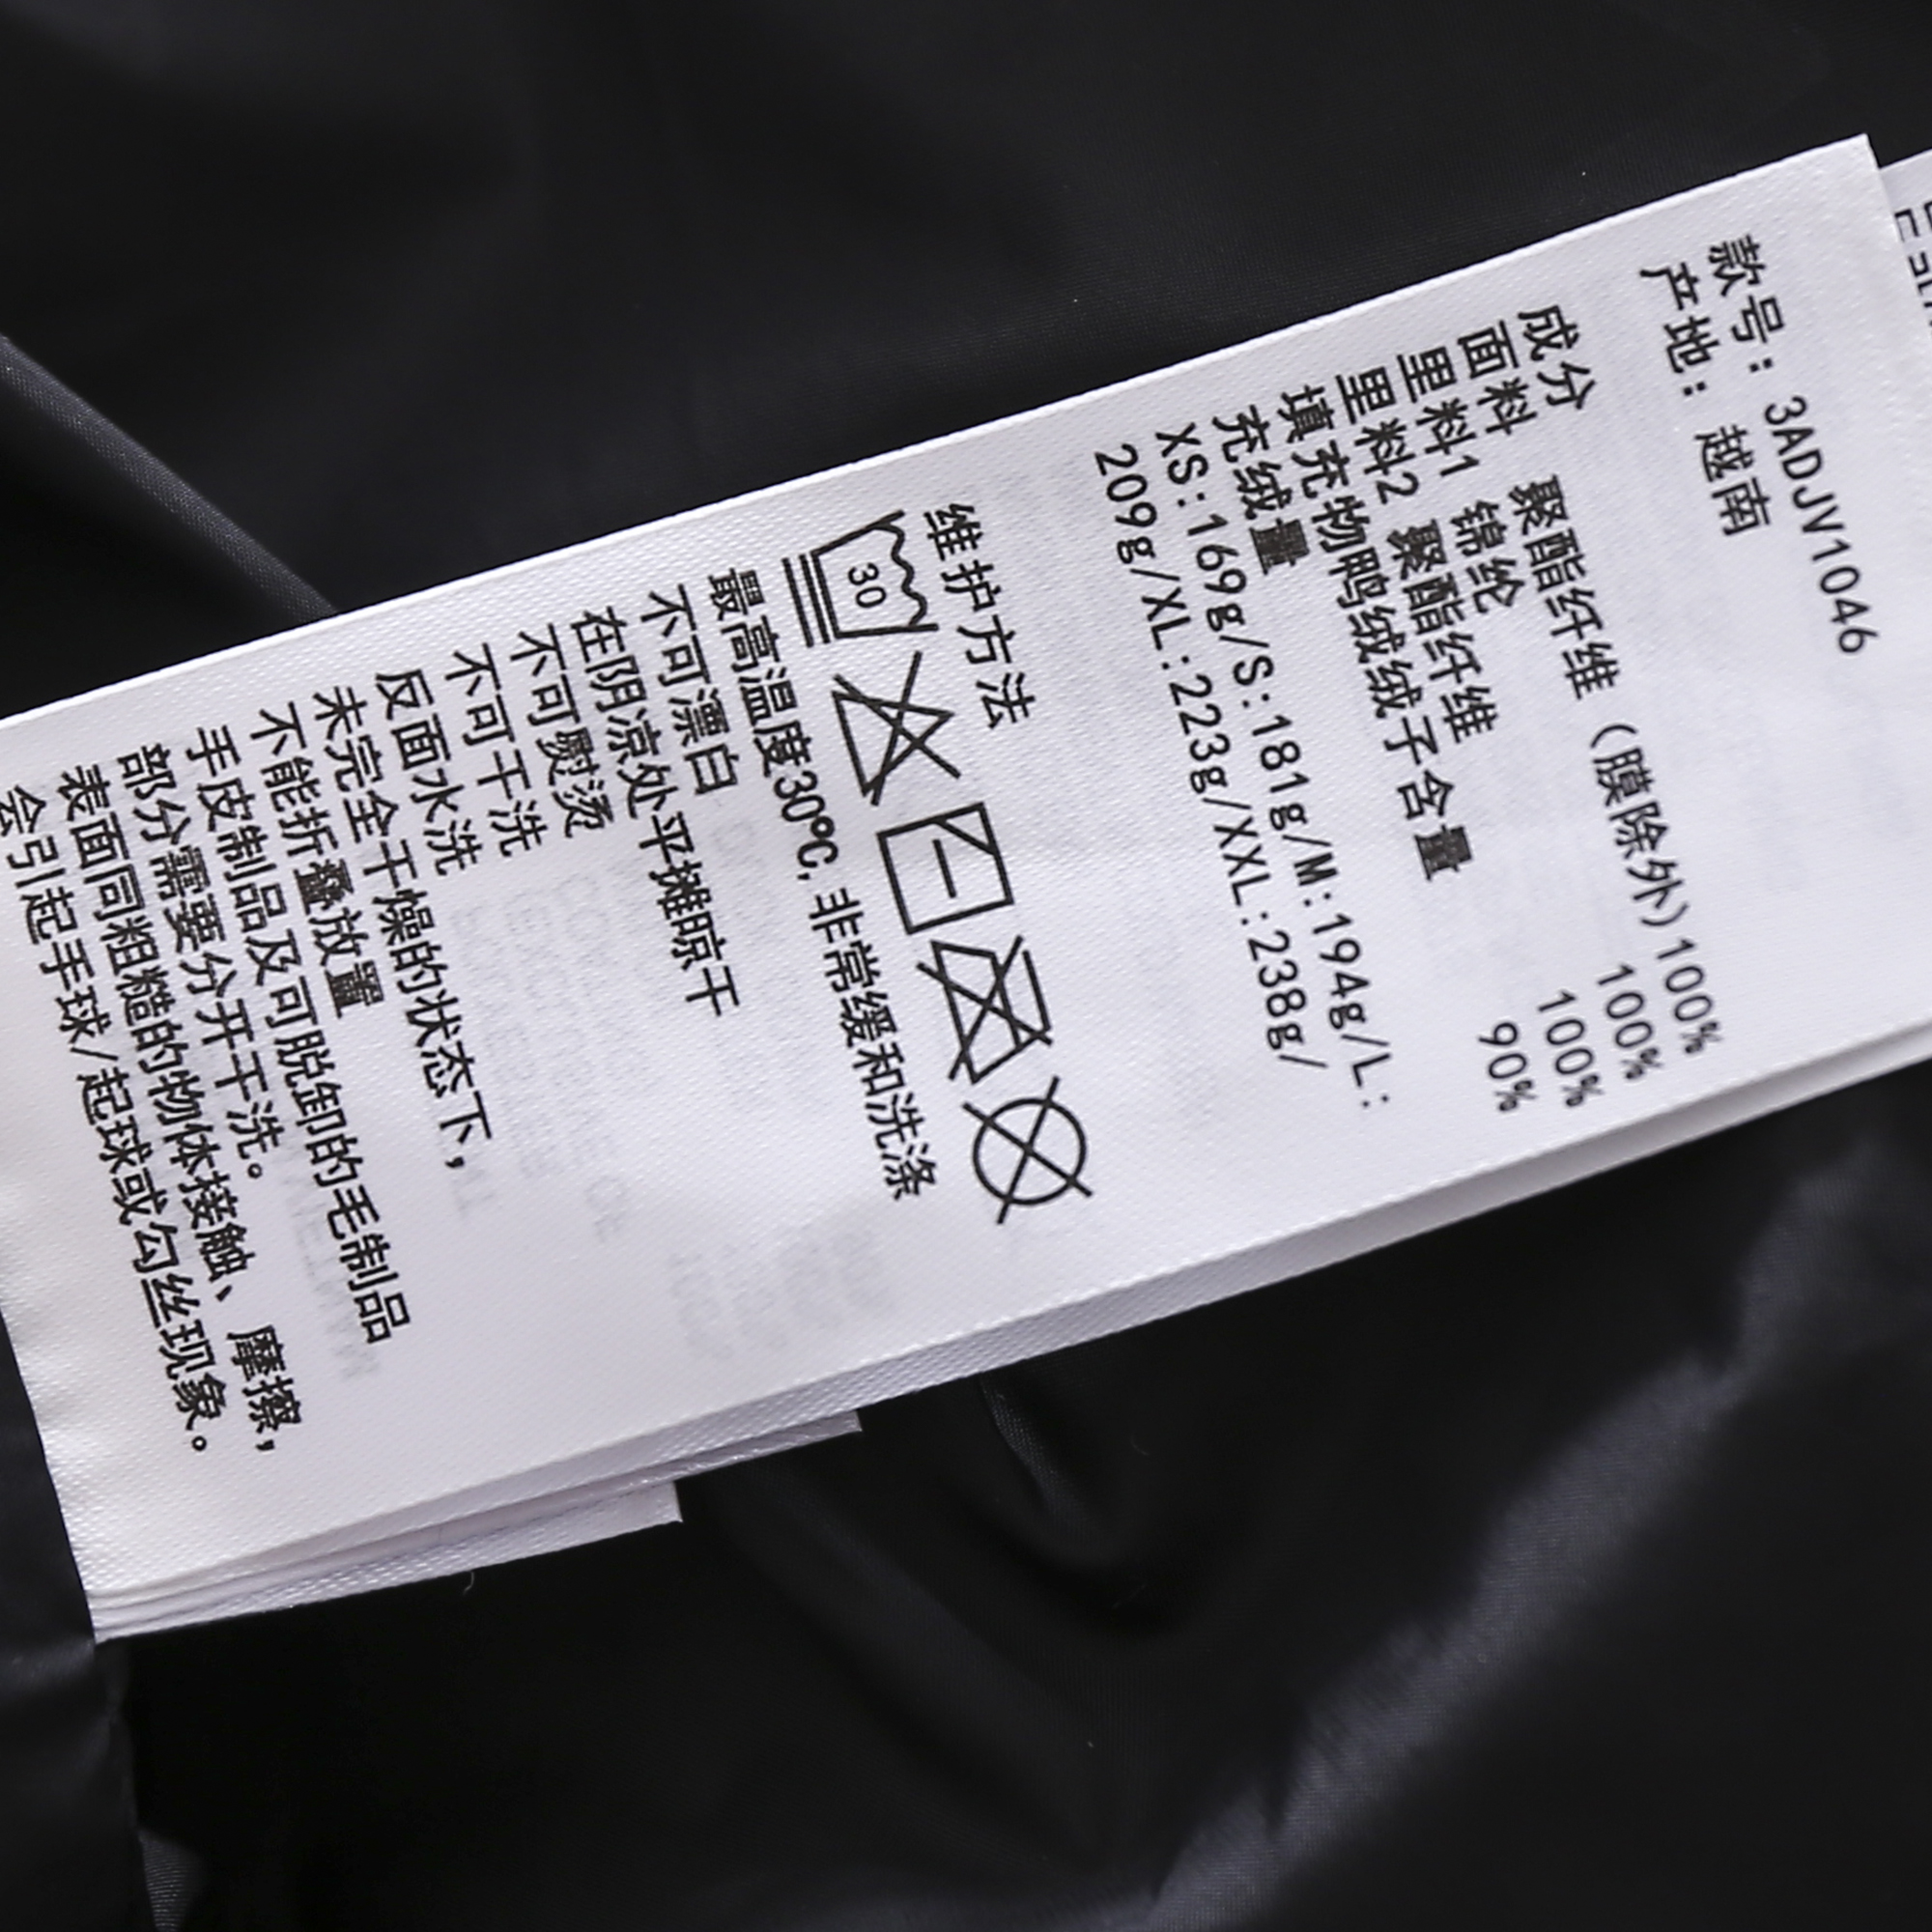 款号：3ADJV1046
产地：越南
成分
面料 聚酯纤维（膜除外）100%
里料1 锦纶 100%
里料2 聚酯纤维 100%
填充物鸭绒绒子含量 90%
充绒量
XS:169g/S:181g/M:194g/L:
209g/XL:223g/XXL:238g/
维护方法
30
最高温度30℃,非常缓和洗涤
不可漂白
在阴凉处平摊晾干
不可熨烫
不可干洗
反面水洗
未完全干燥的状态下，
不能折叠放置
手皮制品及可脱卸的毛制品
部分需要分开干洗。
表面同粗糙的物体接触、摩擦，
会引起手球/起球或勾丝现象。